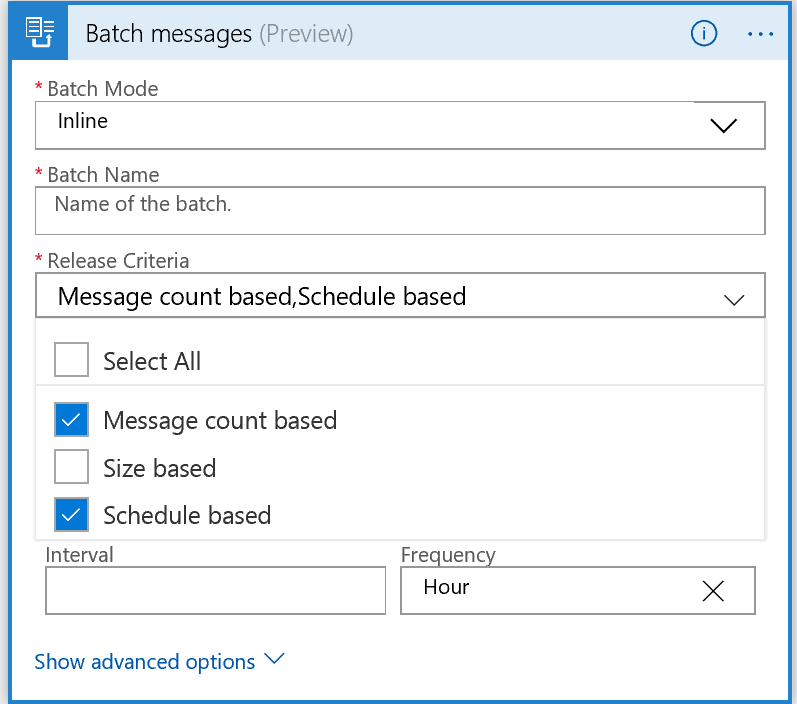 Batch messages (Preview)
* Batch Mode
Inline
* Batch Name
Name of the batch.
* Release Criteria
Message count based,Schedule based
Select All
Message count based
Size based
Schedule based
Interval Frequency
Hour
Show advanced options